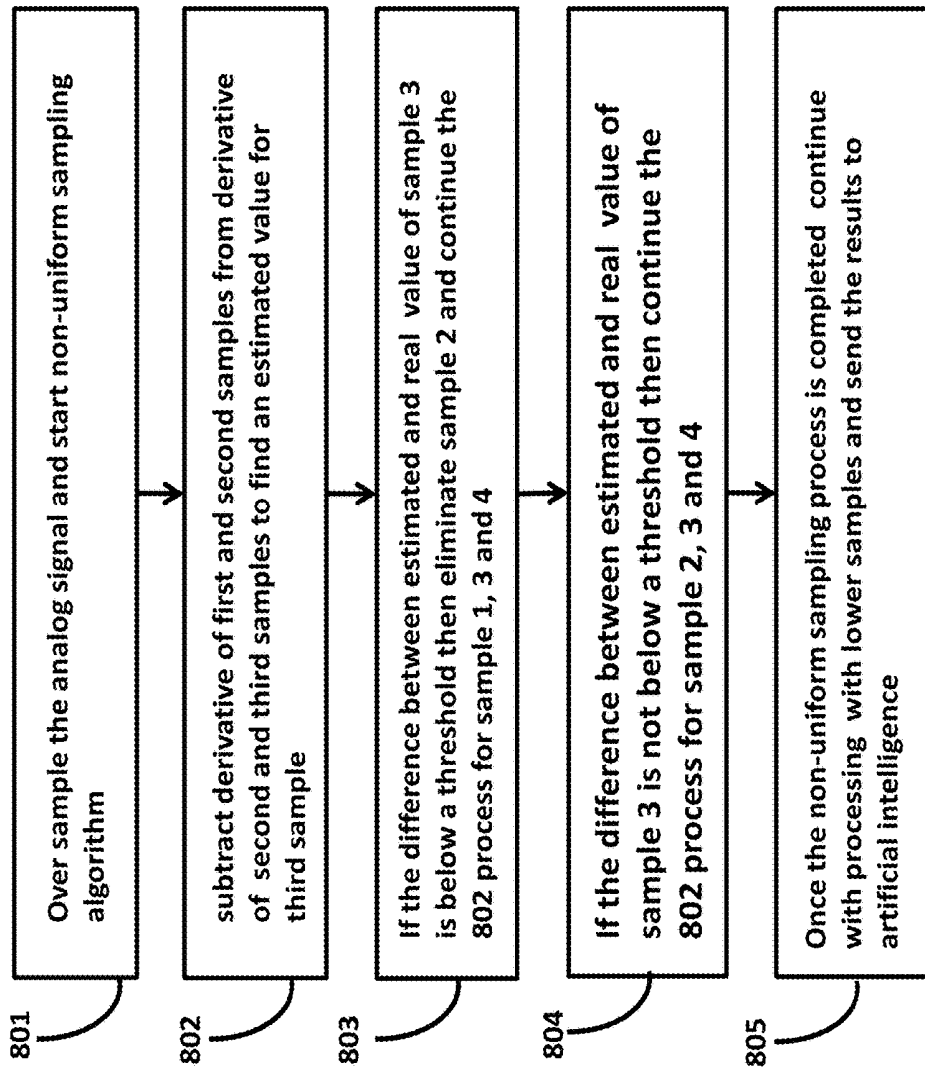 801
Over sample the analog signal and start non-uniform sampling
algorithm
802
subtract derivative of first and second samples from derivative
of second and third samples to find an estimated value for
third sample
803
If the difference between estimated and real value of sample 3
is below a threshold then eliminate sample 2 and continue the
802 process for sample 1, 3 and 4
804
If the difference between estimated and real value of
sample 3 is not below a threshold then continue the
802 process for sample 2, 3 and 4
805
Once the non-uniform sampling process is completed continue
with processing with lower samples and send the results to
artificial intelligence